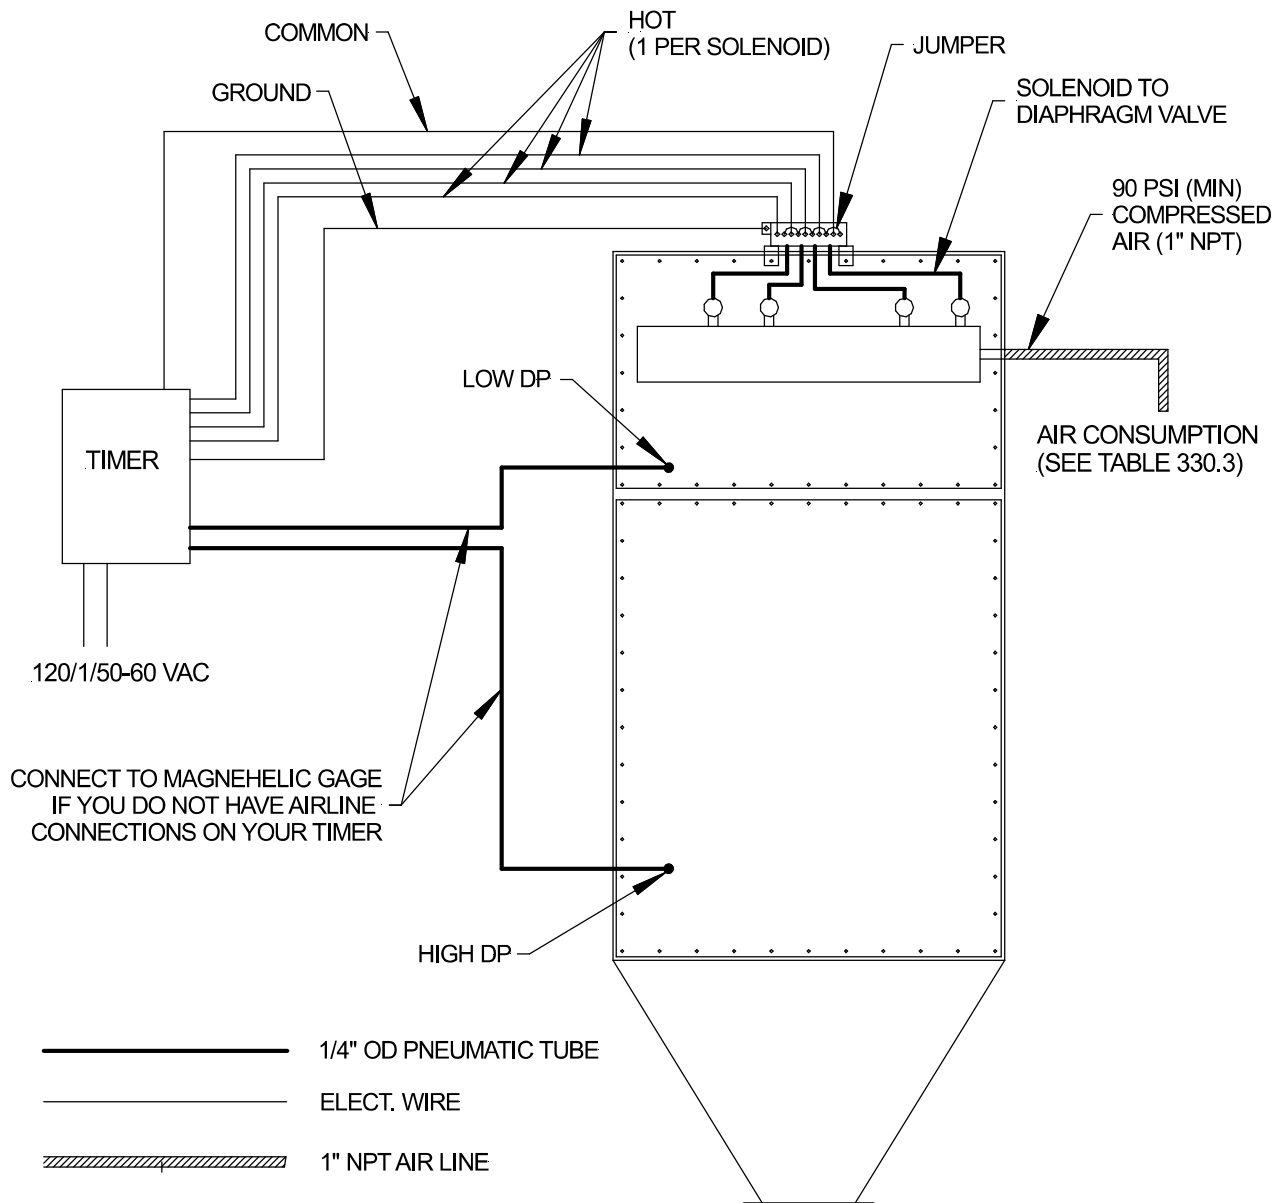 COMMON
HOT
(1 PER SOLENOID)
JUMPER
GROUND
SOLENOID TO
DIAPHRAGM VALVE
90 PSI (MIN)
COMPRESSED
AIR (1" NPT)
LOW DP
AIR CONSUMPTION
(SEE TABLE 330.3)
TIMER
120/1/50-60 VAC
CONNECT TO MAGNEHELIC GAGE
IF YOU DO NOT HAVE AIRLINE
CONNECTIONS ON YOUR TIMER
HIGH DP
1/4" OD PNEUMATIC TUBE
ELECT. WIRE
1" NPT AIR LINE